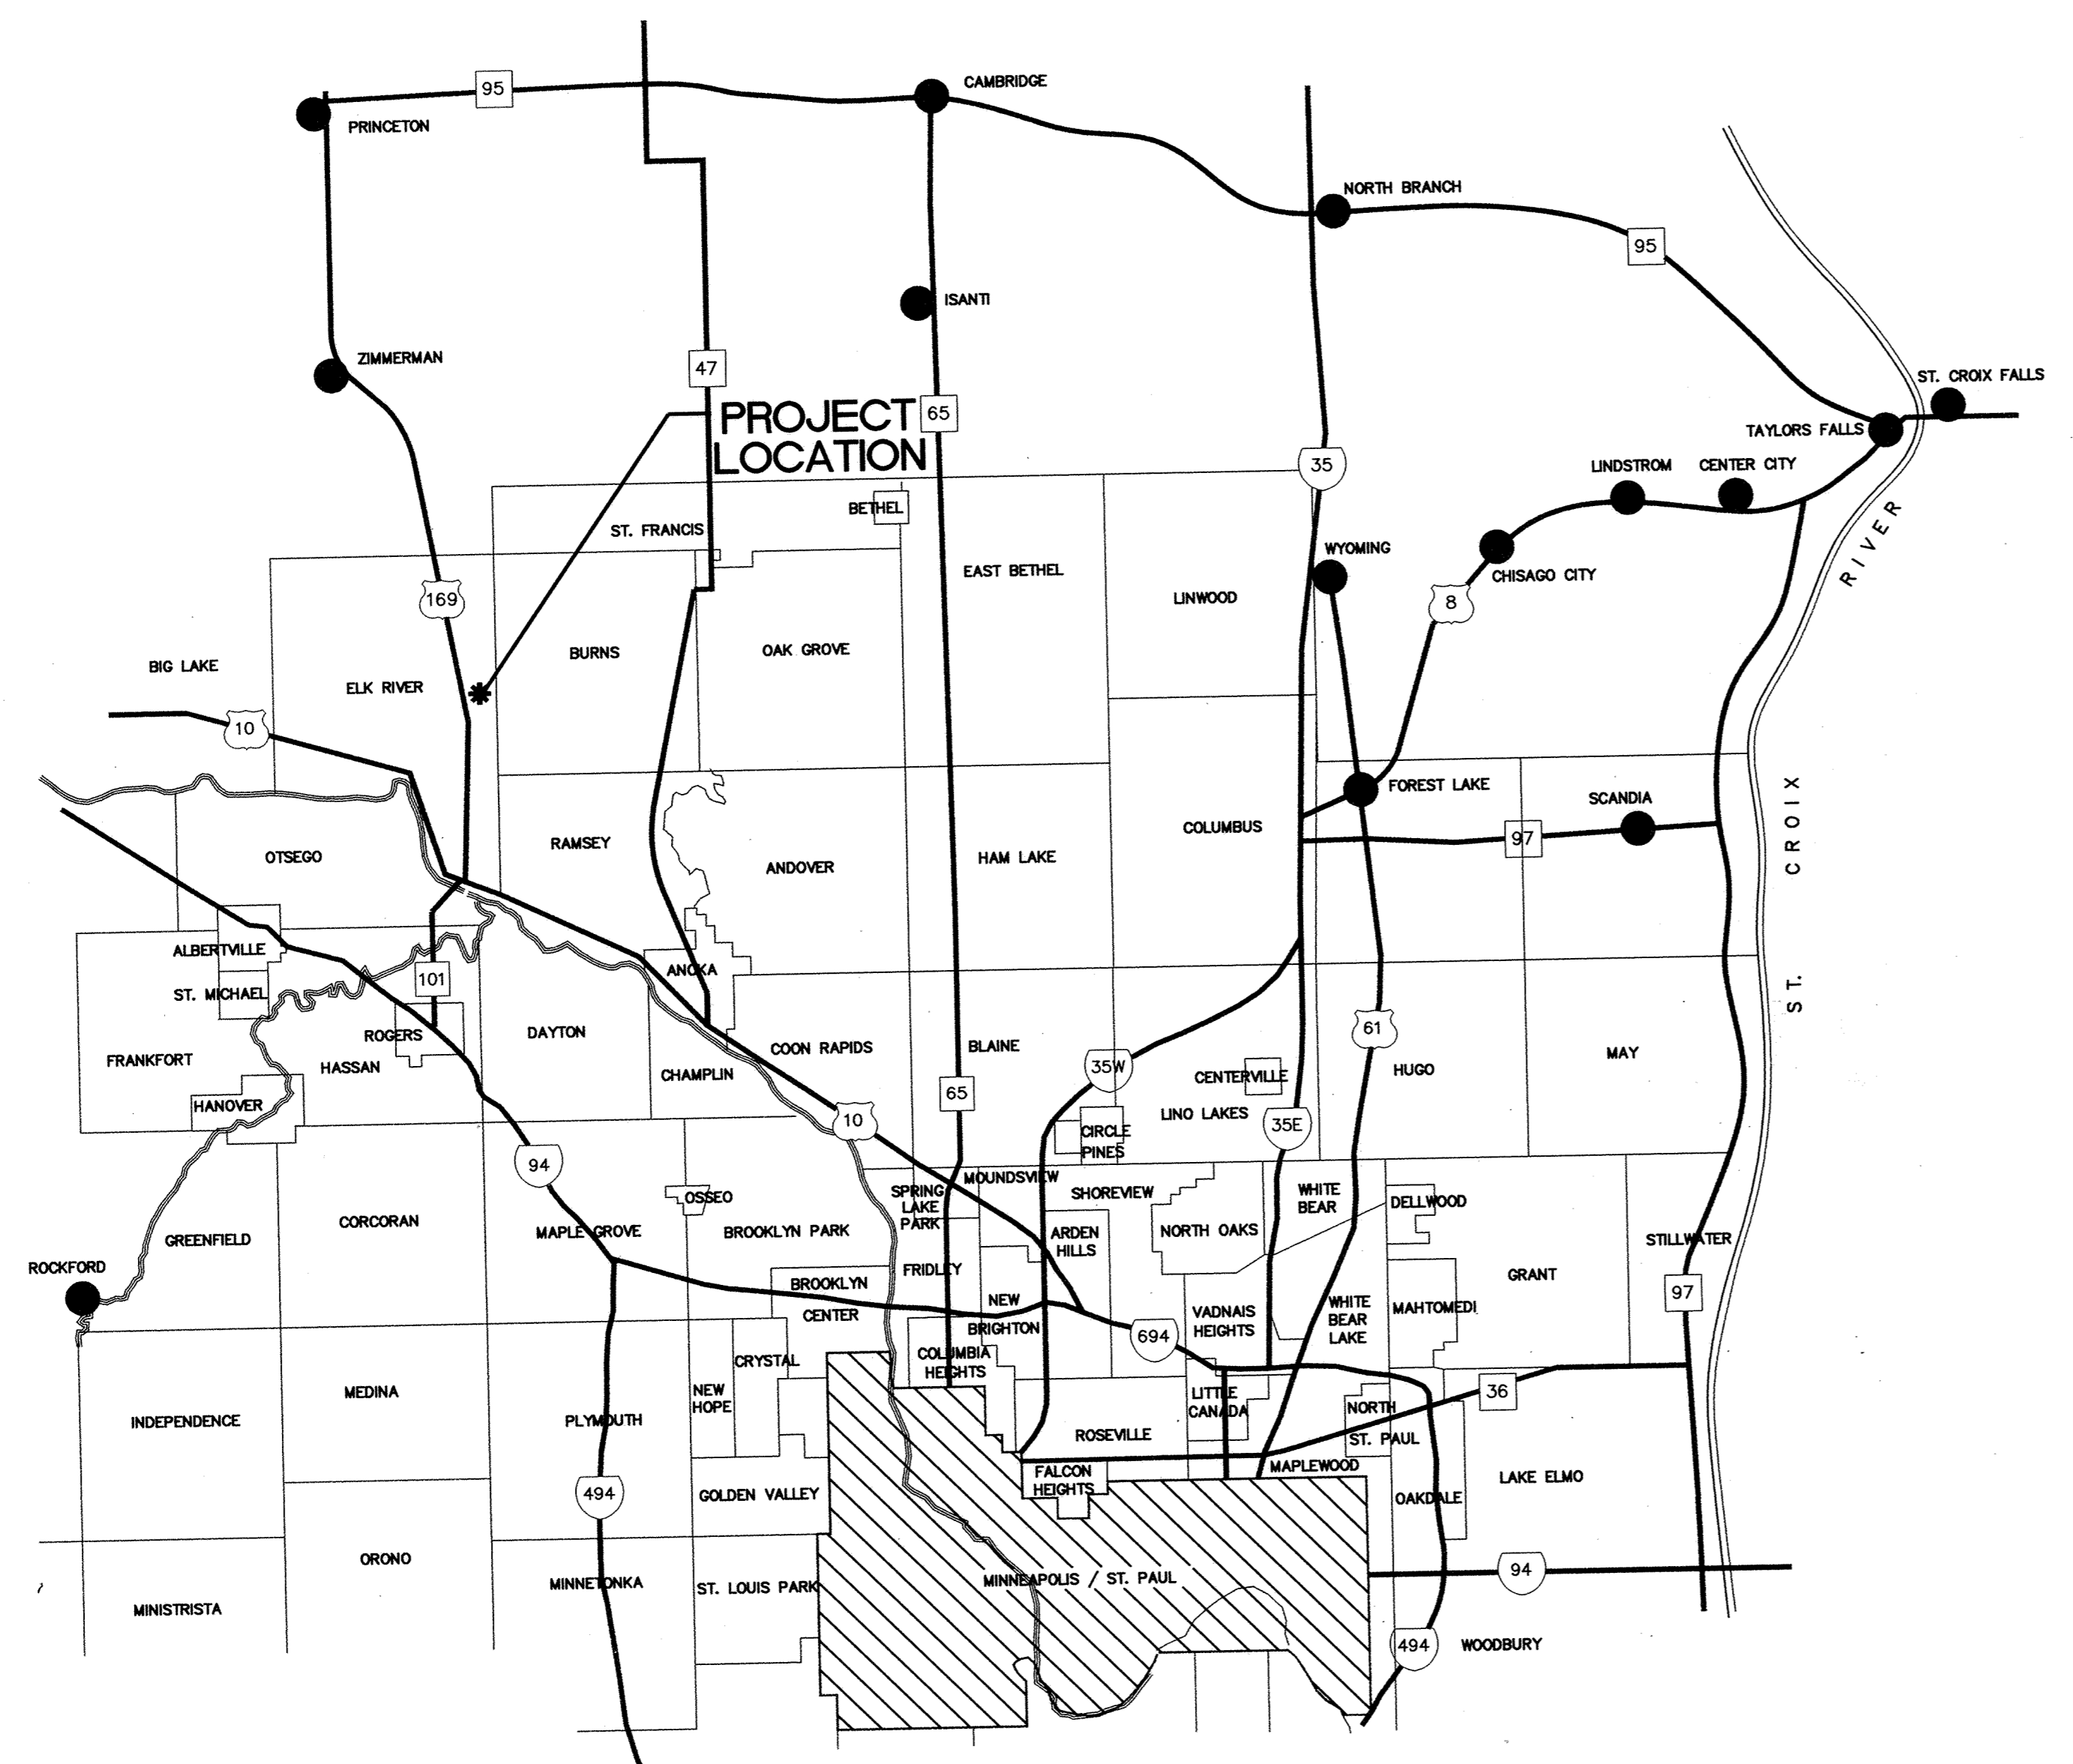 95
CAMBRIDGE
PRINCETON
NORTH BRANCH
95
ISANTI
ZIMMERMAN
47
ST. CROIX FALLS
PROJECT
LOCATION
65
TAYLORS FALLS
35
LINDSTROM
CENTER CITY
BETHEL
ST. FRANCIS
RIVER
WYOMING
EAST BETHEL
CHISAGO CITY
169
LINWOOD
8
BURNS
OAK GROVE
BIG LAKE
ELK RIVER
10
FOREST LAKE
SCANDIA
COLUMBUS
97
RAMSEY
OTSEGO
ANDOVER
HAM LAKE
CROIX
ALBERTVILLE
ANOKA
101
ST. MICHAEL
ST.
ROGERS
DAYTON
61
COON RAPIDS
BLAINE
MAY
FRANKFORT
HASSAN
CHAMPLIN
35W
CENTERVILLE
HUGO
65
HANOVER
LINO LAKES
10
35E
CIRCLE
PINES
94
MOUNDSVIEW
SPRING
LAKE
PARK
SHOREVIEW
WHITE
BEAR
DELLWOOD
OSSEO
CORCORAN
MAPLE GROVE
BROOKLYN PARK
NORTH OAKS
GREENFIELD
ARDEN
HILLS
STILLWATER
ROCKFORD
FRIDLEY
GRANT
BROOKLYN
CENTER
NEW
BRIGHTON
97
VADNAIS
HEIGHTS
WHITE
BEAR
LAKE
MAHTOMEDI
694
COLUMBIA
HEIGHTS
CRYSTAL
MEDINA
NEW
HOPE
LITTLE
CANADA
36
INDEPENDENCE
PLYMOUTH
NORTH
ST. PAUL
ROSEVILLE
MAPLEWOOD
FALCON
HEIGHTS
LAKE ELMO
494
GOLDEN VALLEY
OAKDALE
ORONO
94
MINNEAPOLIS / ST. PAUL
MINNETONKA
ST. LOUIS PARK
MINISTRISTA
494
WOODBURY